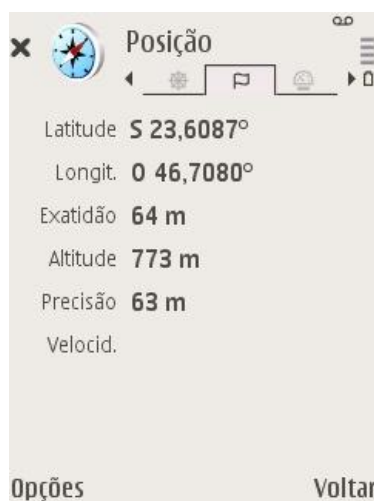 Posição
Latitude S 23,6087°
Longit. O 46,7080°
Exatidão 64 m
Altitude 773 m
Precisão 63 m
Velocid.
Opções Voltar